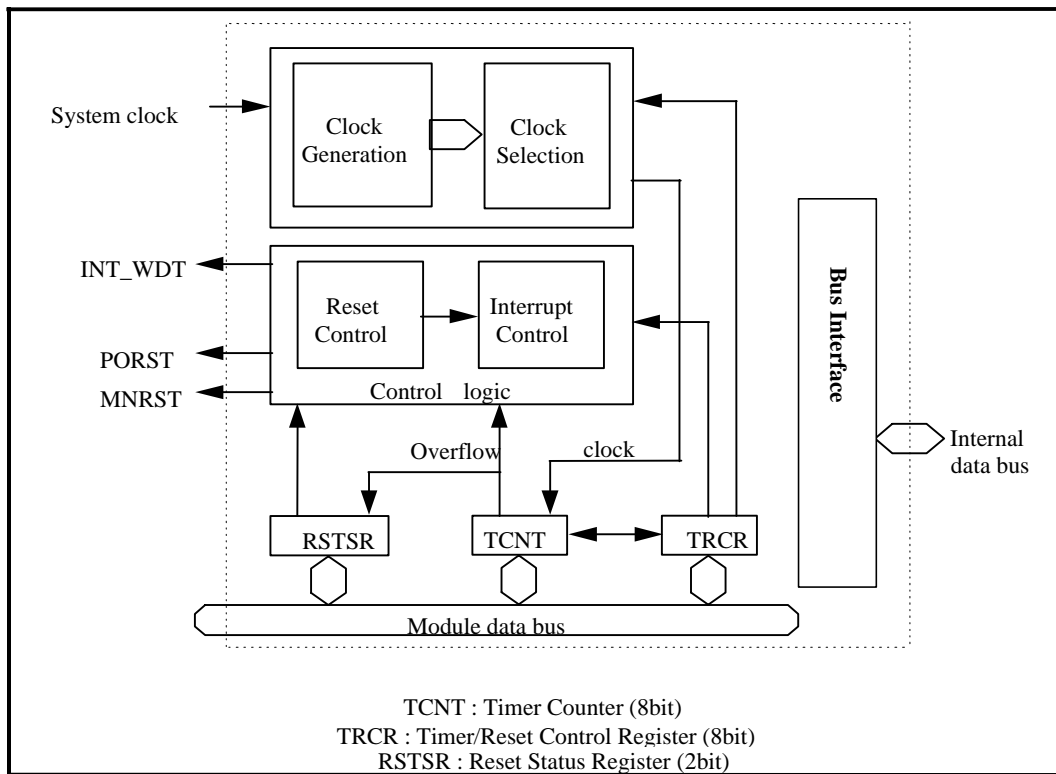 System clock
Clock
Generation
Clock
Selection
INT_WDT
PORST
MNRST
Reset
Control
Interrupt
Control
Control logic
Bus Interface
Internal
data bus
Overflow
clock
RSTSR
TCNT
TRCR
Module data bus
TCNT : Timer Counter (8bit)
TRCR : Timer/Reset Control Register (8bit)
RSTSR : Reset Status Register (2bit)